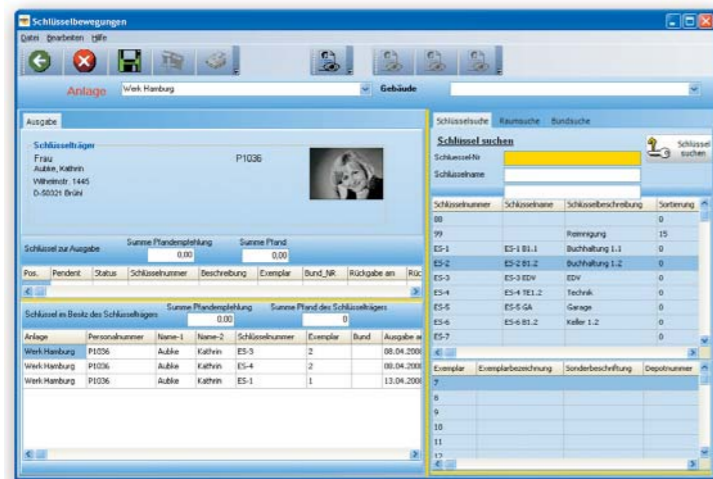 Schlüsselbewegungen
Datei Bearbeiten Hilfe
Anlage Werk Hamburg Gebäude
Ausgabe
Schlüsselträger
Frau P1036
Aubke, Kathrin
Wilhelmstr. 1445
D-50321 Brühl
Schlüssel zur Ausgabe Summe Pfandempfehlung 0,00 Summe Pfand 0,00
Pos. Pendent Status Schlüsselnummer Beschreibung Exemplar Bund_NR Rückgabe am Rüc
Schlüssel im Besitz des Schlüsselträgers Summe Pfandempfehlung 0,00 Summe Pfand des Schlüsselträgers 0
Anlage Personalnummer Name-1 Name-2 Schlüsselnummer Exemplar Bund Ausgabe a
Werk Hamburg P1036 Aubke Kathrin ES-3 2 08.04.200
Werk Hamburg P1036 Aubke Kathrin ES-4 2 08.04.200
Werk Hamburg P1036 Aubke Kathrin ES-1 1 13.04.200
Schlüsselsuche Raumsuche Bundsuche
Schlüssel suchen
Schluessel-Nr
Schlüsselname
Schlüssel suchen
Schlüsselnummer Schlüsselname Schlüsselbeschreibung Sortierung
00 0
99 Reinnigung 15
ES-1 ES-1 B1.1 Buchhaltung 1.1 0
ES-2 ES-2 B1.2 Buchhaltung 1.2 0
ES-3 ES-3 EDV EDV 0
ES-4 ES-4 TE1.2 Technik 0
ES-5 ES-5 GA Garage 0
ES-6 ES-6 B1.2 Keller 1.2 0
ES-7 0
Exemplar Exemplarbezeichnung Sonderbeschriftung Depotnummer
7
8
9
10
11
12